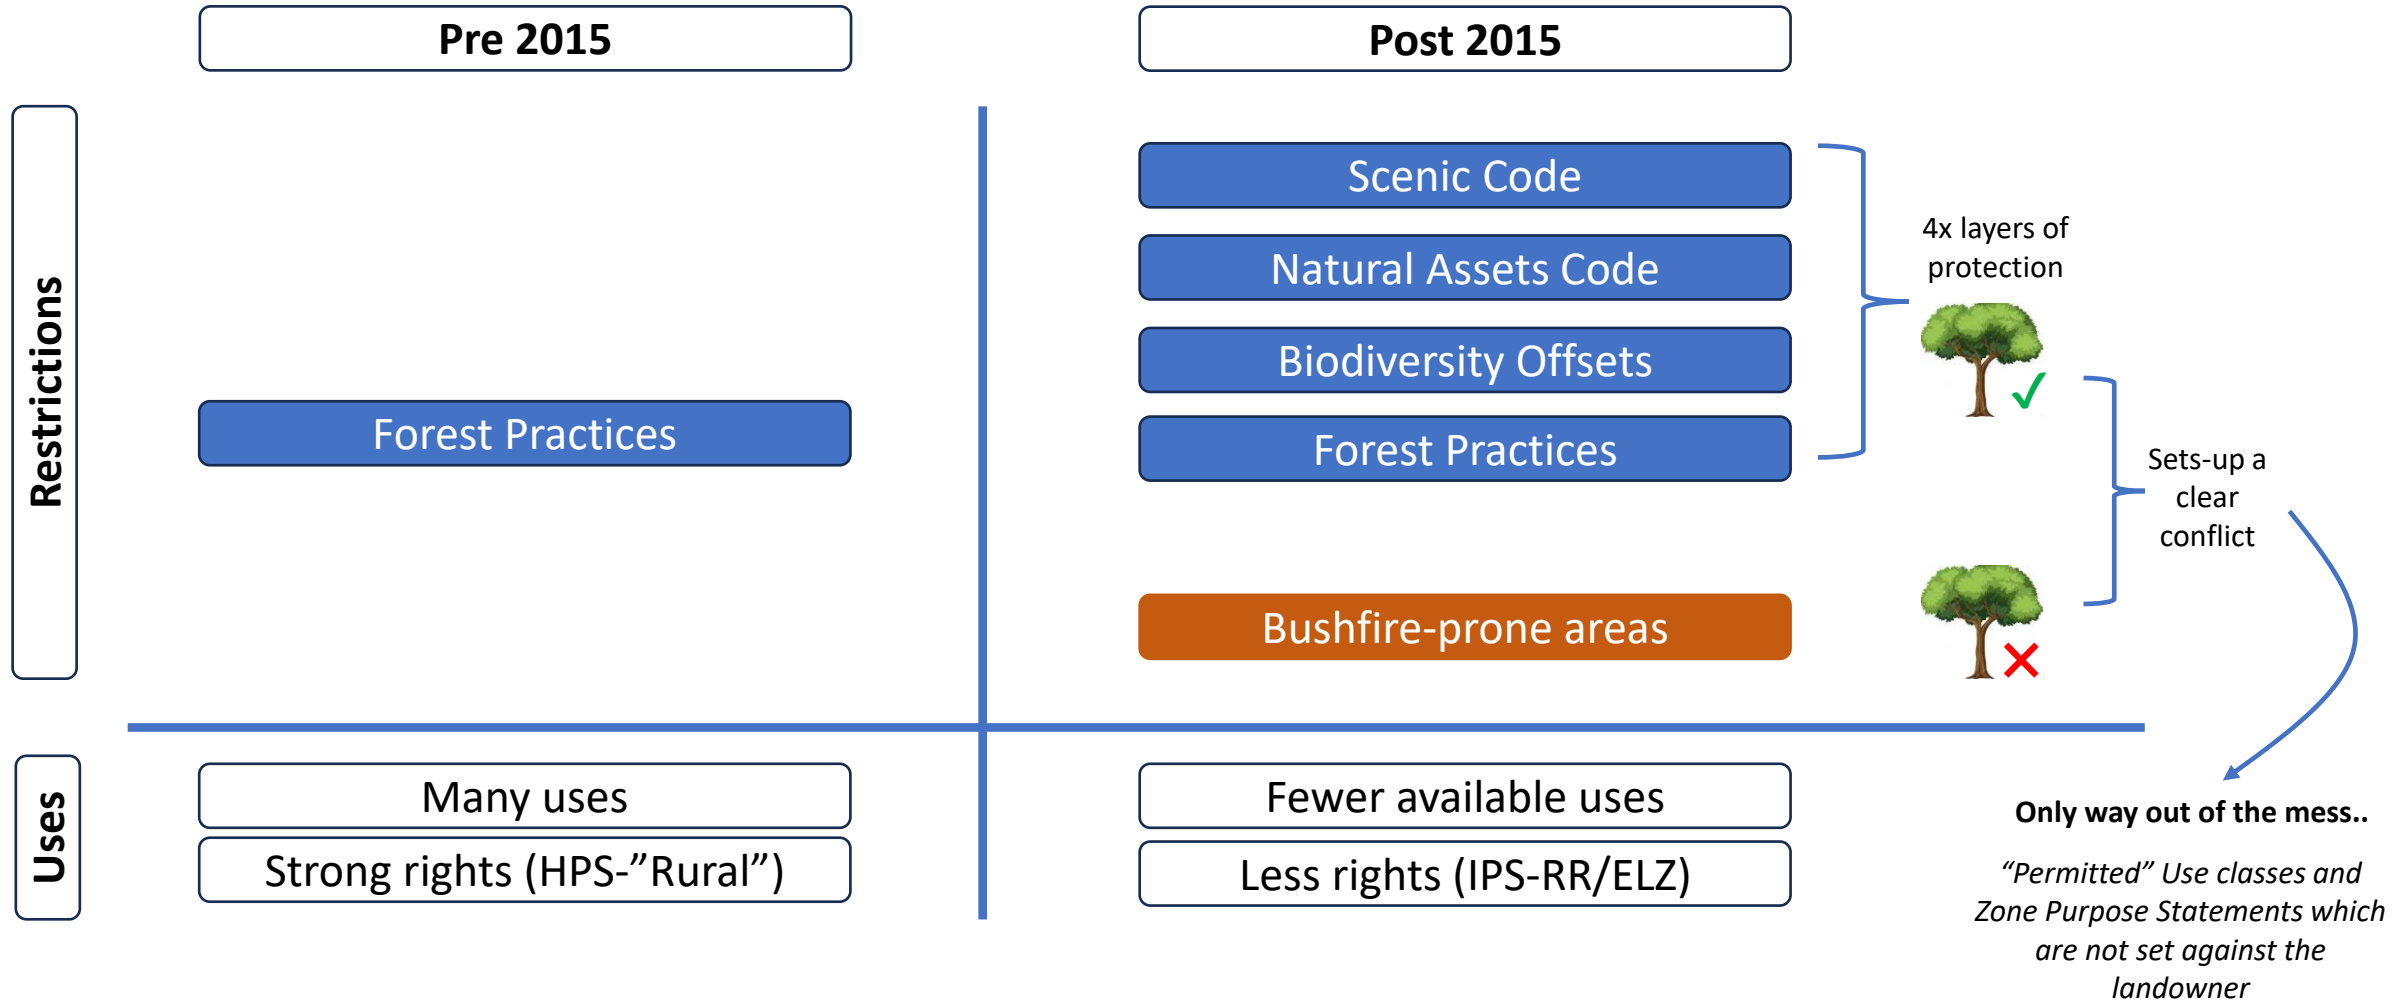 Pre 2015
Post 2015
Restrictions
Scenic Code
Natural Assets Code
Biodiversity Offsets
Forest Practices
Forest Practices
Bushfire-prone areas
4x layers of
protection
Sets-up a
clear
conflict
Uses
Many uses
Strong rights (HPS-”Rural”)
Fewer available uses
Less rights (IPS-RR/ELZ)
Only way out of the mess..
“Permitted” Use classes and
Zone Purpose Statements which
are not set against the
landowner